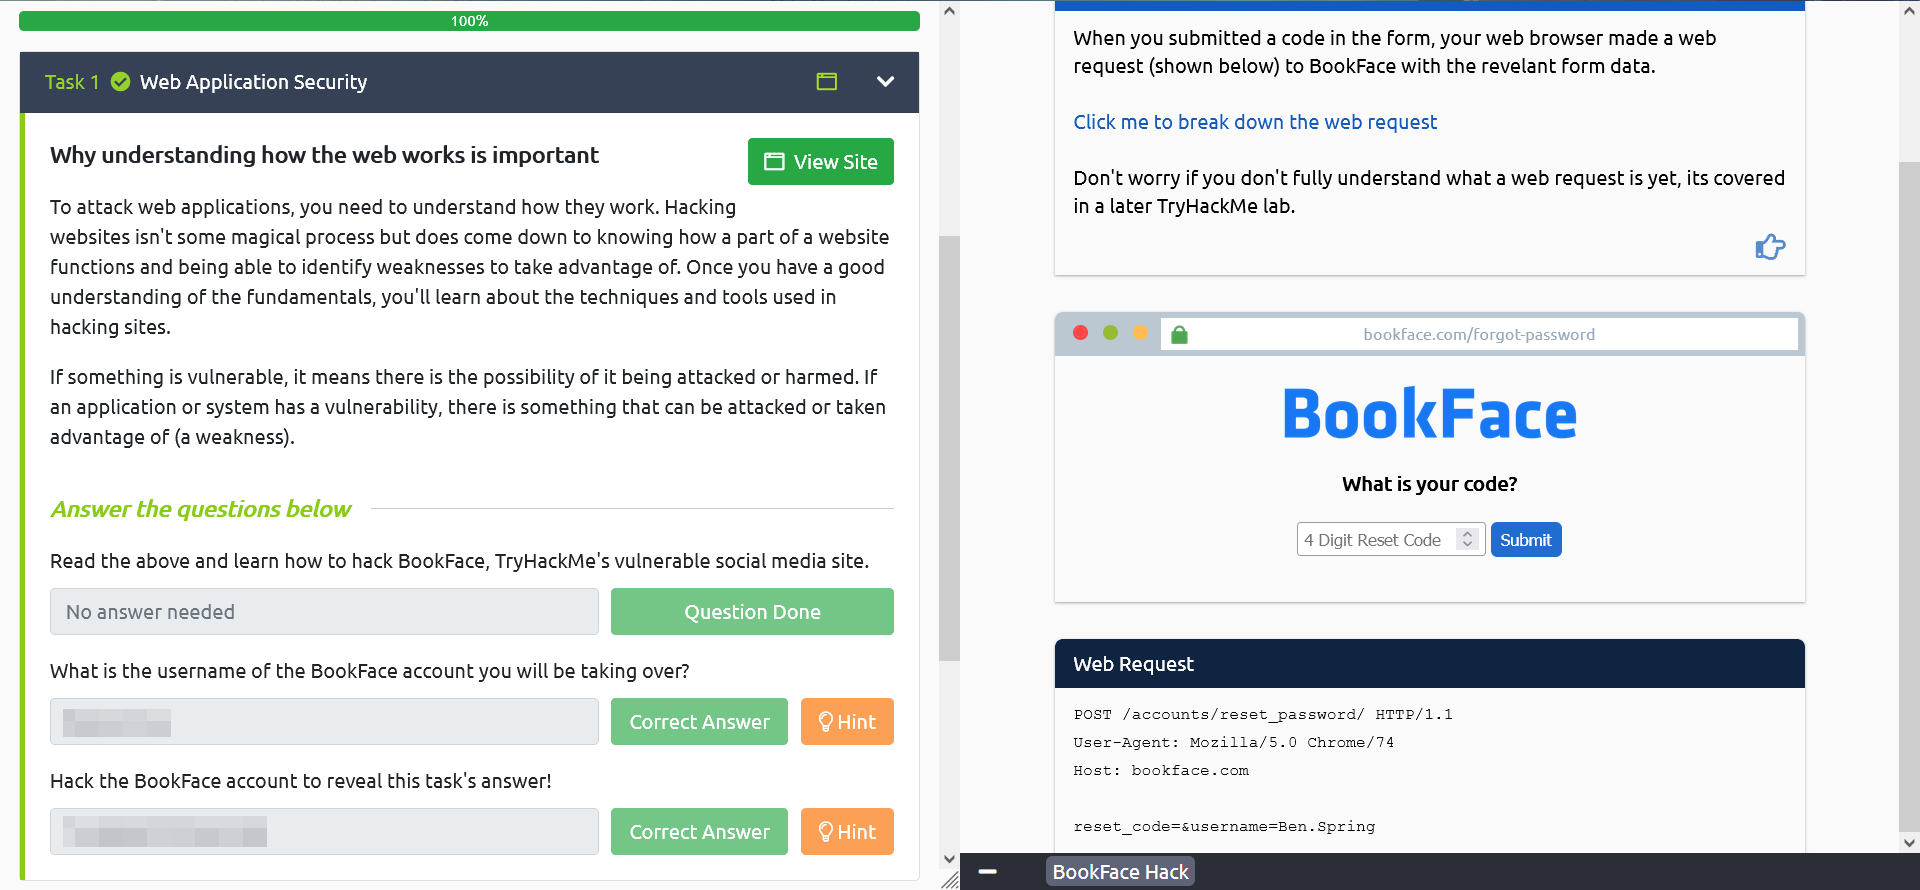 100%
Task 1 Web Application Security
Why understanding how the web works is important
View Site
To attack web applications, you need to understand how they work. Hacking
websites isn't some magical process but does come down to knowing how a part of a website
functions and being able to identify weaknesses to take advantage of. Once you have a good
understanding of the fundamentals, you'll learn about the techniques and tools used in
hacking sites.
If something is vulnerable, it means there is the possibility of it being attacked or harmed. If
an application or system has a vulnerability, there is something that can be attacked or taken
advantage of (a weakness).
Answer the questions below
Read the above and learn how to hack BookFace, TryHackMe's vulnerable social media site.
No answer needed
Question Done
What is the username of the BookFace account you will be taking over?
Correct Answer
Hint
Hack the BookFace account to reveal this task's answer!
Correct Answer
Hint
When you submitted a code in the form, your web browser made a web
request (shown below) to BookFace with the revelant form data.
Click me to break down the web request
Don't worry if you don't fully understand what a web request is yet, its covered
in a later TryHackMe lab.
bookface.com/forgot-password
BookFace
What is your code?
4 Digit Reset Code
Submit
Web Request
POST /accounts/reset_password/ HTTP/1.1
User-Agent: Mozilla/5.0 Chrome/74
Host: bookface.com
reset_code=&username=Ben.Spring
BookFace Hack